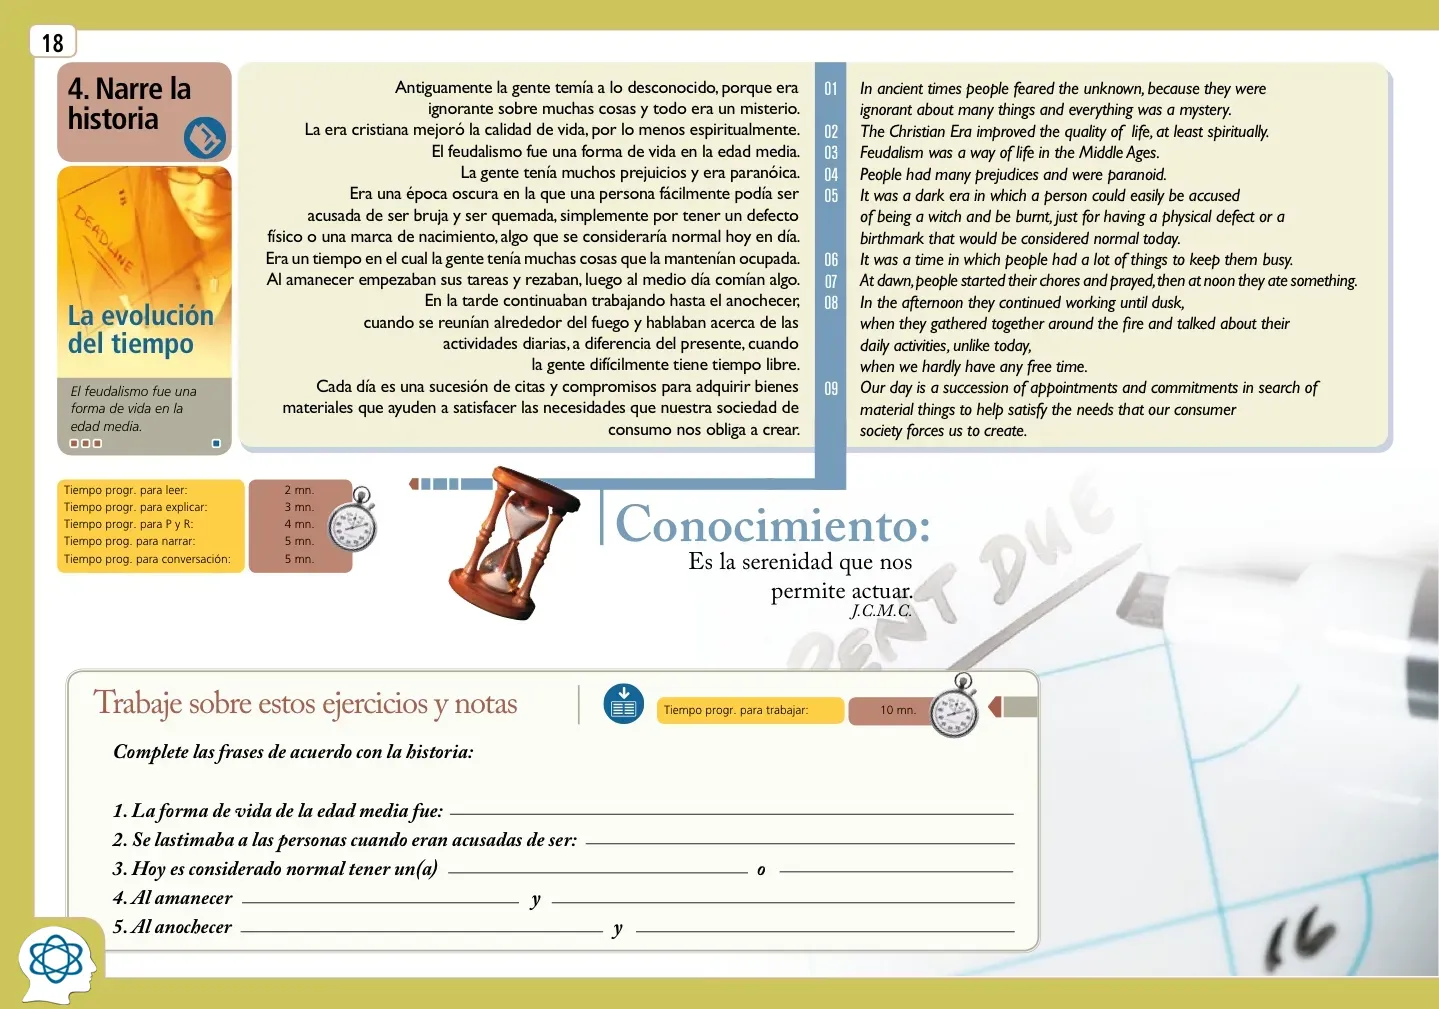 18
4. Narre la
historia
DEADLINE
La evolución
del tiempo
El feudalismo fue una
forma de vida en la
edad media.
Antiguamente la gente temía a lo desconocido, porque era
ignorante sobre muchas cosas y todo era un misterio.
La era cristiana mejoró la calidad de vida, por lo menos espiritualmente.
El feudalismo fue una forma de vida en la edad media.
La gente tenía muchos prejuicios y era paranóica.
Era una época oscura en la que una persona fácilmente podía ser
acusada de ser bruja y ser quemada, simplemente por tener un defecto
físico o una marca de nacimiento, algo que se consideraría normal hoy en día.
Era un tiempo en el cual la gente tenía muchas cosas que la mantenían ocupada.
Al amanecer empezaban sus tareas y rezaban, luego al medio día comían algo.
En la tarde continuaban trabajando hasta el anochecer,
cuando se reunían alrededor del fuego y hablaban acerca de las
actividades diarias, a diferencia del presente, cuando
la gente difícilmente tiene tiempo libre.
Cada día es una sucesión de citas y compromisos para adquirir bienes
materiales que ayuden a satisfacer las necesidades que nuestra sociedad de
consumo nos obliga a crear.
01 In ancient times people feared the unknown, because they were
ignorant about many things and everything was a mystery.
02 The Christian Era improved the quality of life, at least spiritually.
03 Feudalism was a way of life in the Middle Ages.
04 People had many prejudices and were paranoid.
05 It was a dark era in which a person could easily be accused
of being a witch and be burnt, just for having a physical defect or a
birthmark that would be considered normal today.
06 It was a time in which people had a lot of things to keep them busy.
07 At dawn, people started their chores and prayed, then at noon they ate something.
08 In the afternoon they continued working until dusk,
when they gathered together around the fire and talked about their
daily activities, unlike today,
when we hardly have any free time.
09 Our day is a succession of appointments and commitments in search of
material things to help satisfy the needs that our consumer
society forces us to create.
Tiempo progr. para leer: 2 mn.
Tiempo progr. para explicar: 3 mn.
Tiempo progr. para P y R: 4 mn.
Tiempo prog. para narrar: 5 mn.
Tiempo prog. para conversación: 5 mn.
Conocimiento:
Es la serenidad que nos
permite actuar.
J.C.M.C.
RENT DUE
16
Trabaje sobre estos ejercicios y notas
Tiempo progr. para trabajar: 10 mn.
Complete las frases de acuerdo con la historia:
1. La forma de vida de la edad media fue:
2. Se lastimaba a las personas cuando eran acusadas de ser:
3. Hoy es considerado normal tener un(a) o
4. Al amanecer y
5. Al anochecer y